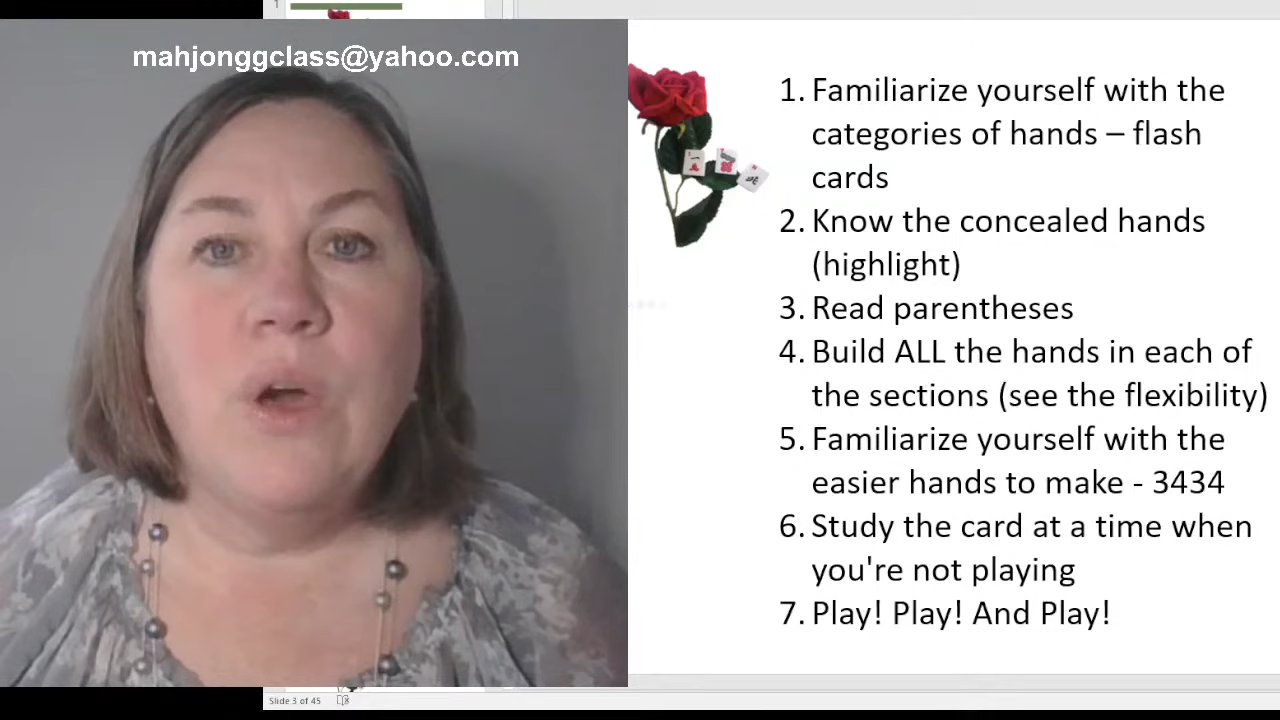 1
mahjonggclass@yahoo.com
1. Familiarize yourself with the
categories of hands – flash
cards
2. Know the concealed hands
(highlight)
3. Read parentheses
4. Build ALL the hands in each of
the sections (see the flexibility)
5. Familiarize yourself with the
easier hands to make - 3434
6. Study the card at a time when
you're not playing
7. Play! Play! And Play!
Slide 3 of 45